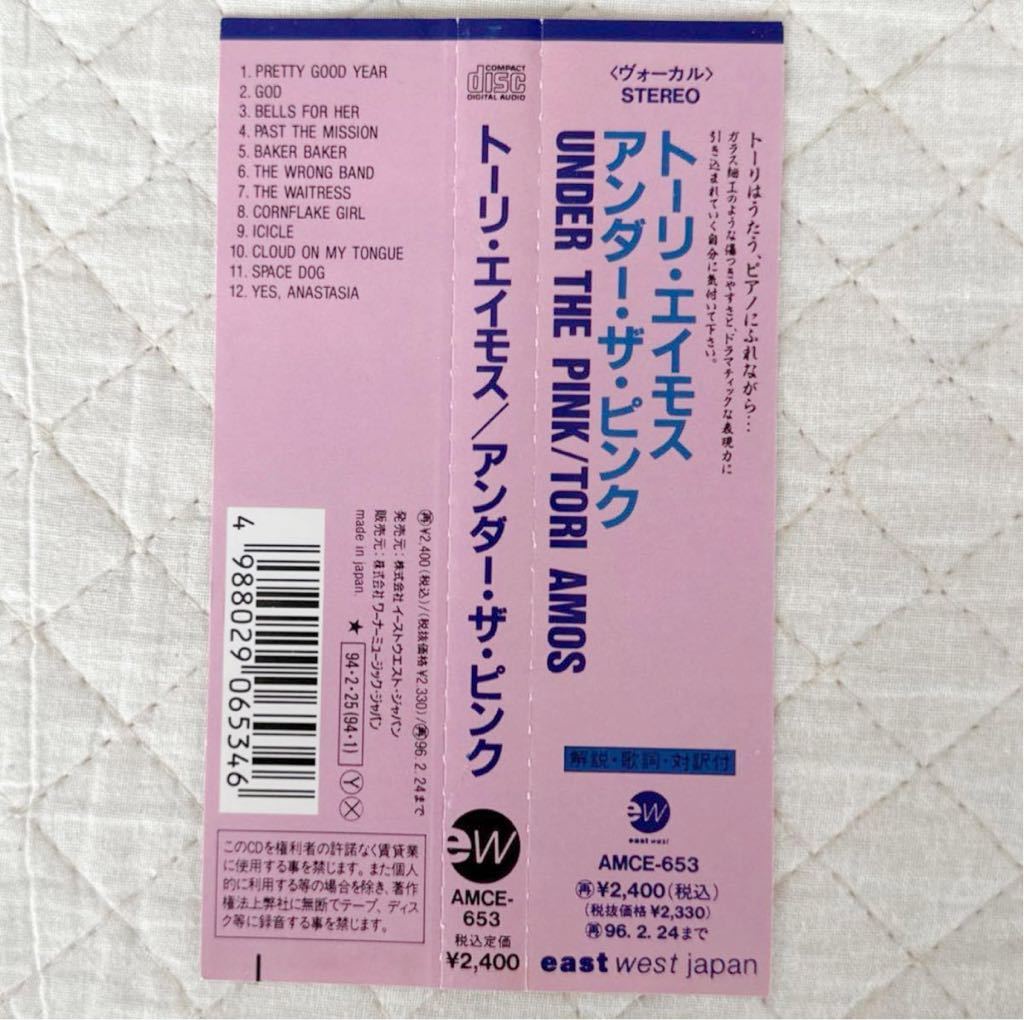 1. PRETTY GOOD YEAR
2. GOD
3. BELLS FOR HER
4. PAST THE MISSION
5. BAKER BAKER
6. THE WRONG BAND
7. THE WAITRESS
8. CORNFLAKE GIRL
9. ICICLE
10. CLOUD ON MY TONGUE
11. SPACE DOG
12. YES, ANASTASIA
㊢¥2,400(税込)/(税抜価格¥2,330)/㊢96.2.24まで
発売元:株式会社 イーストウエスト・ジャパン
販売元:株式会社 ワーナーミュージック・ジャパン
made in japan.
★ 94・2・25(94・1) Ⓨ Ⓧ
4 988029 065346
このCDを権利者の許諾なく賃貸業
に使用する事を禁じます。また個人
的に利用する等の場合を除き、著作
権法上弊社に無断でテープ、ディス
ク等に録音する事を禁じます。
COMPACT
disc
DIGITAL AUDIO
トーリ・エイモス/アンダー・ザ・ピンク
ew
AMCE-
653
税込定価
¥2,400
〈ヴォーカル〉
STEREO
トーリはうたう、ピアノにふれながら…
ガラス細工のような傷つきやすさと、ドラマティックな表現力に
引き込まれていく自分に気付いて下さい。
トーリ・エイモス
アンダー・ザ・ピンク
UNDER THE PINK/TORI AMOS
解説・歌詞・対訳付
ew
east west
AMCE-653
㊢¥2,400(税込)
(税抜価格¥2,330)
㊢96.2.24まで
east west japan